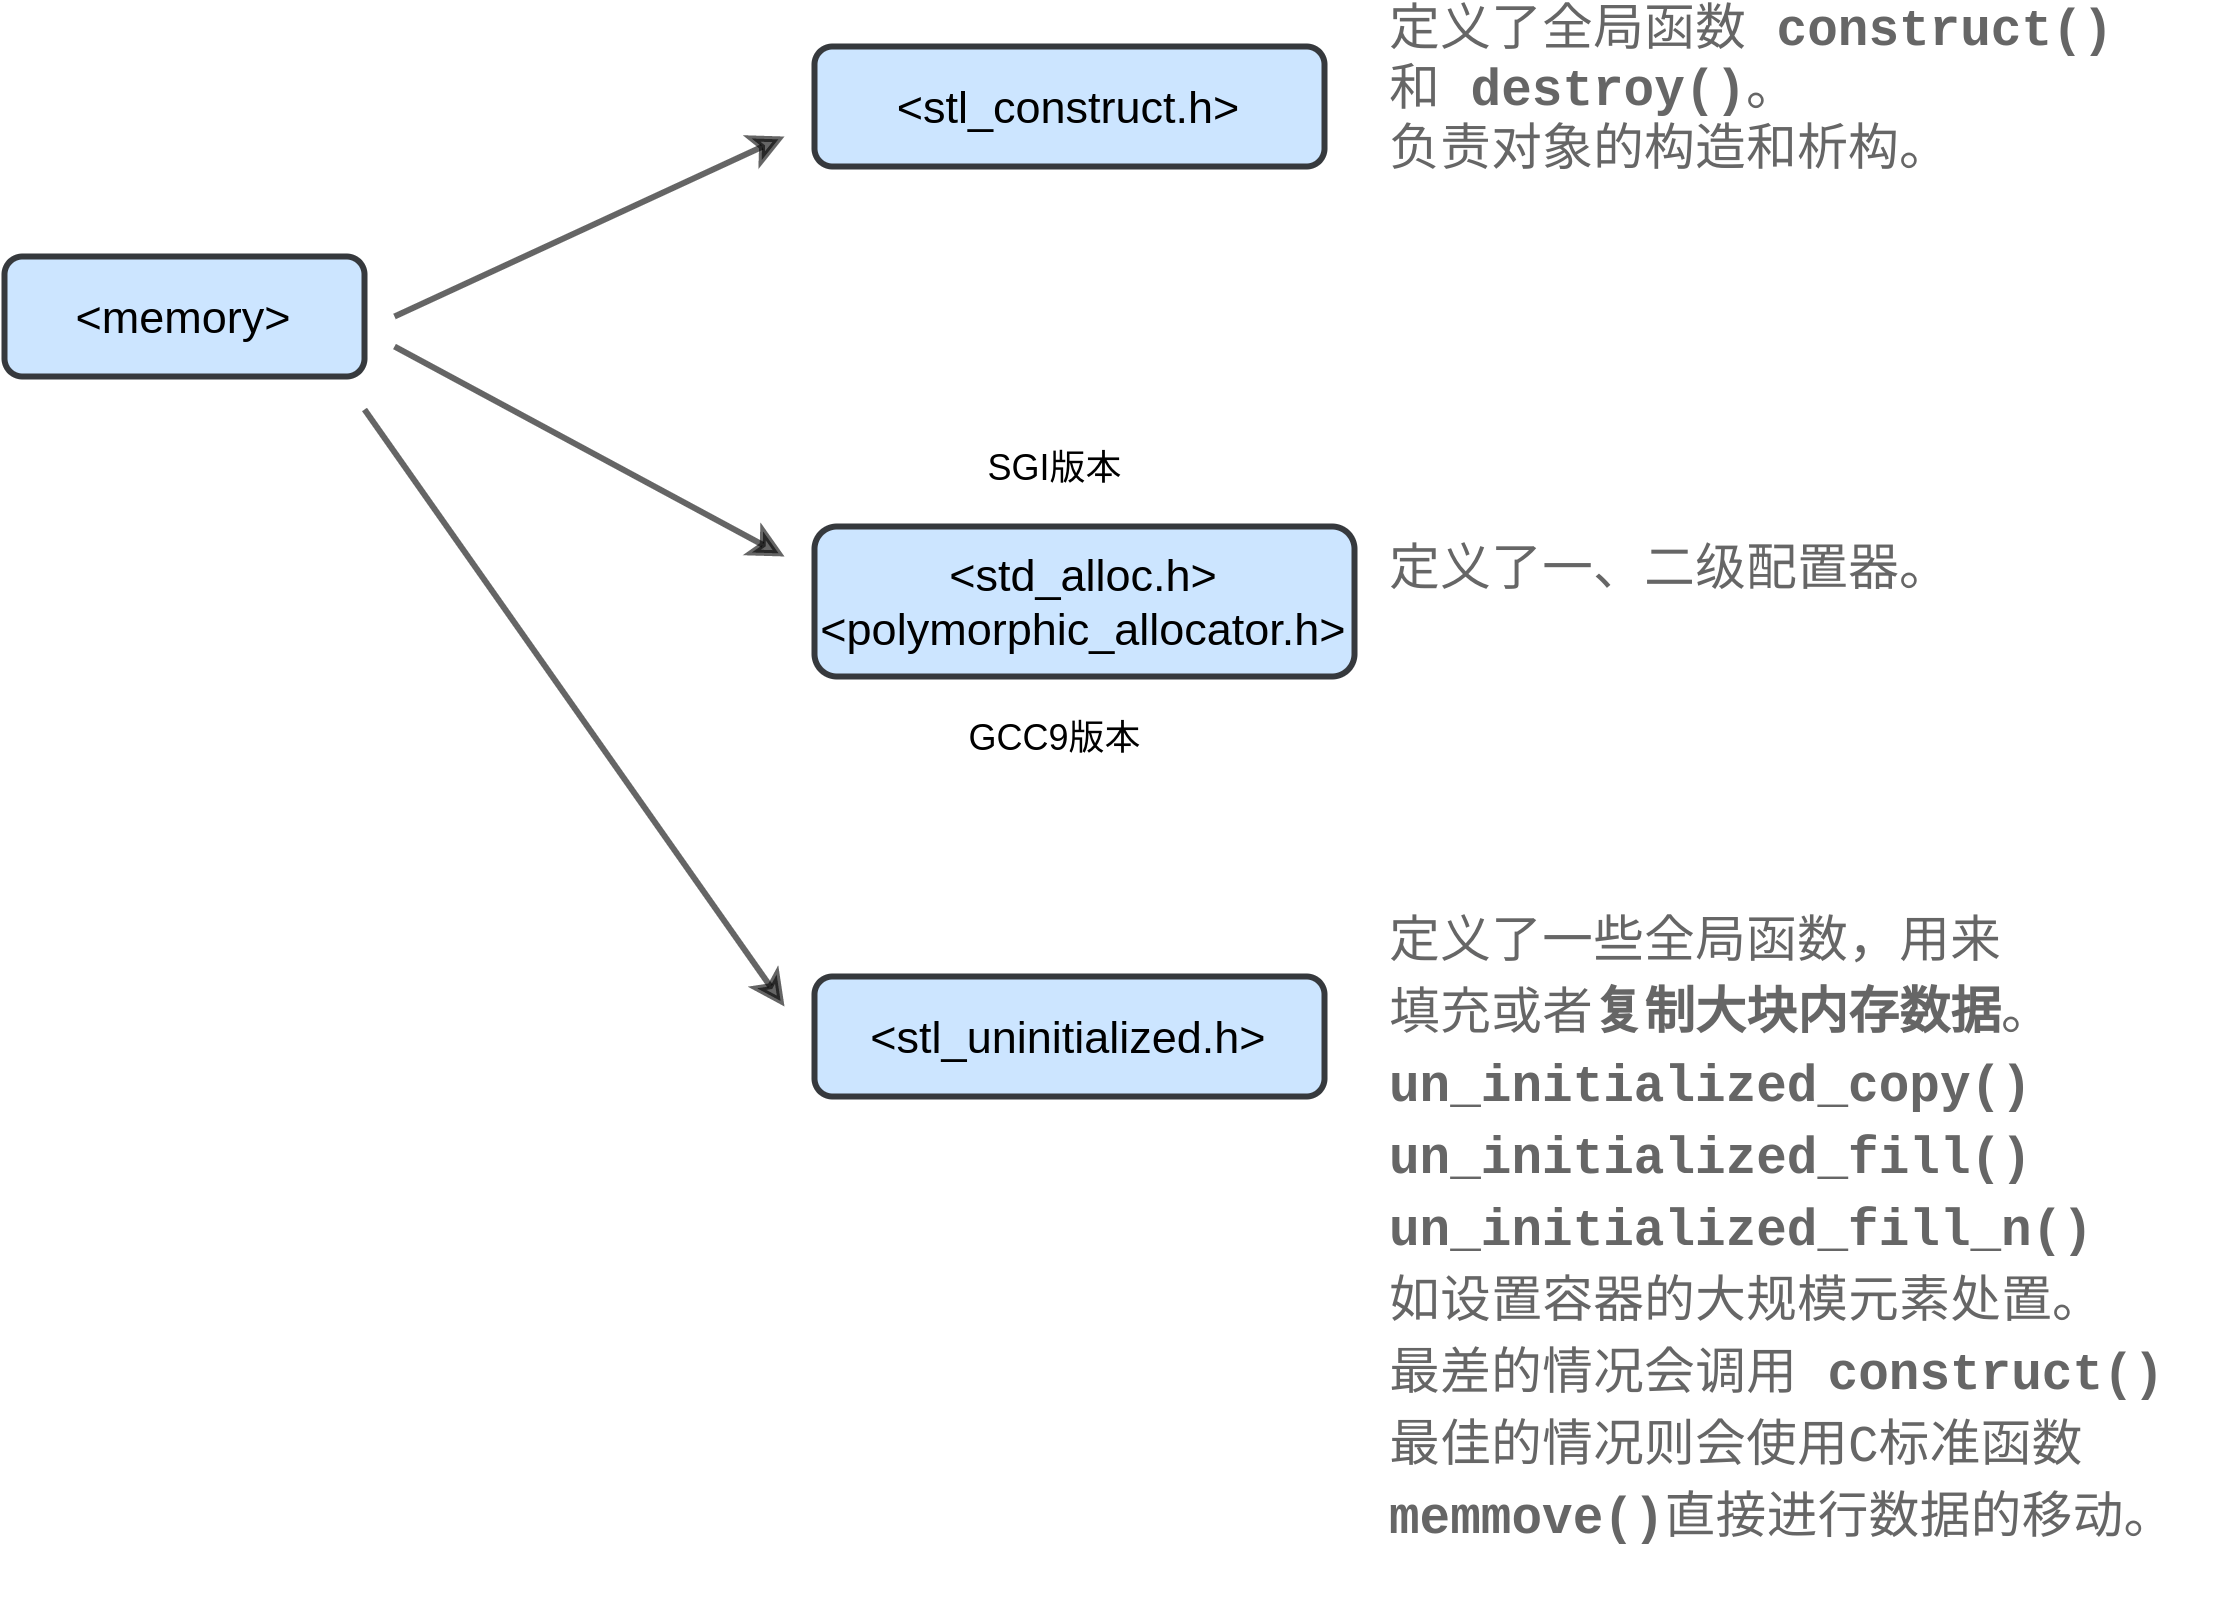 定义了全局函数 construct()
和 destroy()。
负责对象的构造和析构。
<stl_construct.h>
<memory>
SGI版本
<std_alloc.h>
<polymorphic_allocator.h>
定义了一、二级配置器。
GCC9版本
定义了一些全局函数，用来
填充或者复制大块内存数据。
un_initialized_copy()
un_initialized_fill()
un_initialized_fill_n()
如设置容器的大规模元素处置。
最差的情况会调用 construct()
最佳的情况则会使用C标准函数
memmove()直接进行数据的移动。
<stl_uninitialized.h>